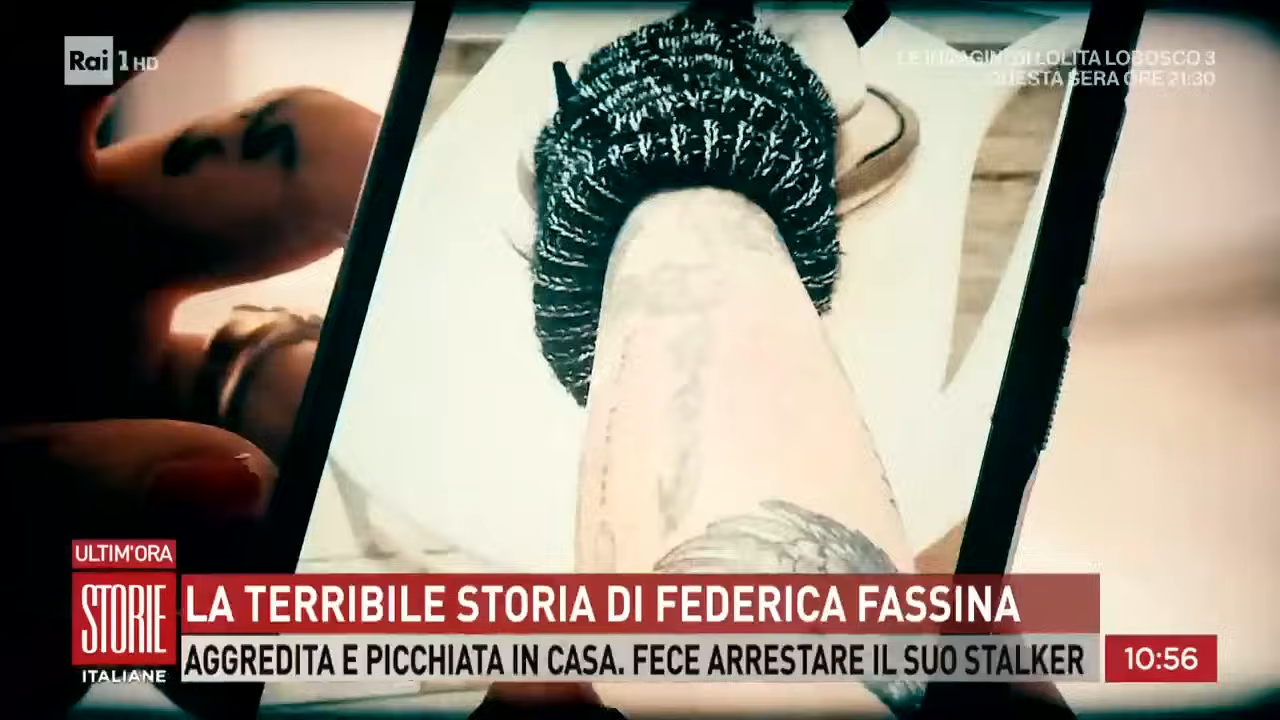 Rai 1 HD
LE IMMAGINI DI LOLITA LOBOSCO 3
QUESTA SERA ORE 21:30
ULTIM'ORA
STORIE
ITALIANE
LA TERRIBILE STORIA DI FEDERICA FASSINA
AGGREDITA E PICCHIATA IN CASA. FECE ARRESTARE IL SUO STALKER
10:56